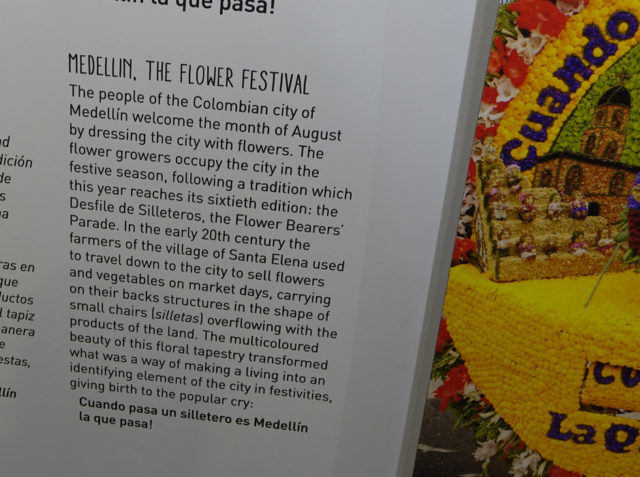 la que pasa!
MEDELLIN, THE FLOWER FESTIVAL
The people of the Colombian city of
Medellín welcome the month of August
by dressing the city with flowers. The
flower growers occupy the city in the
festive season, following a tradition which
this year reaches its sixtieth edition: the
Desfile de Silleteros, the Flower Bearers'
Parade. In the early 20th century the
farmers of the village of Santa Elena used
to travel down to the city to sell flowers
and vegetables on market days, carrying
on their backs structures in the shape of
small chairs (silletas) overflowing with the
products of the land. The multicoloured
beauty of this floral tapestry transformed
what was a way of making a living into an
identifying element of the city in festivities,
giving birth to the popular cry:
Cuando pasa un silletero es Medellín
la que pasa!
de
en
que
tapiz
Cuando
La